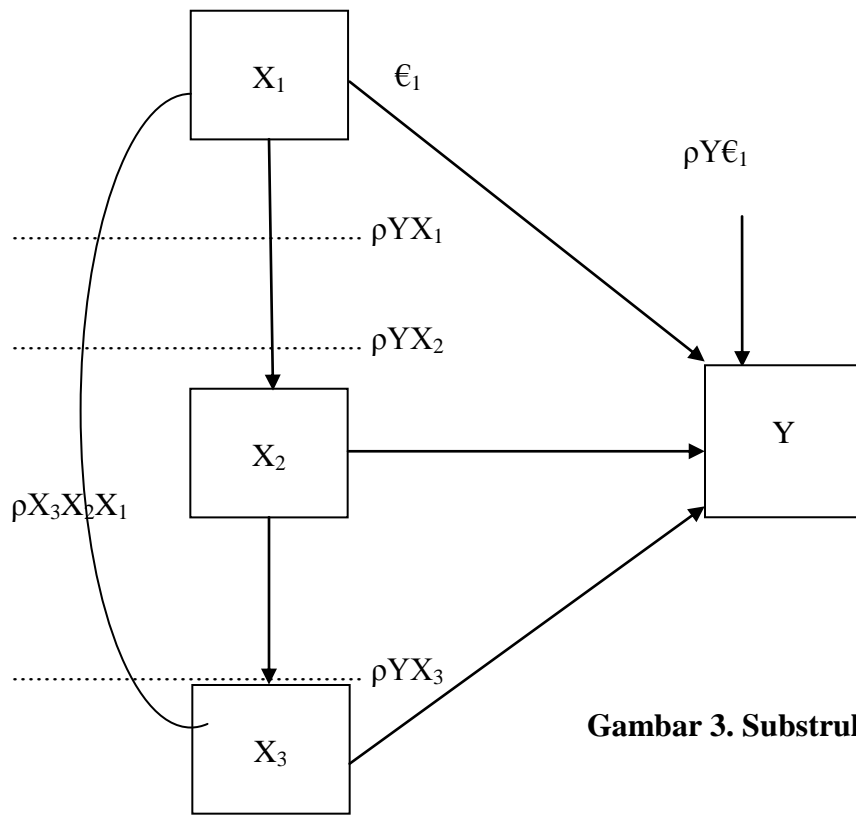 X₁
€₁
ρY€₁
....................................................... ρYX₁
....................................................... ρYX₂
Y
X₂
ρX₃X₂X₁
....................................................... ρYX₃
Gambar 3. Substruk
X₃